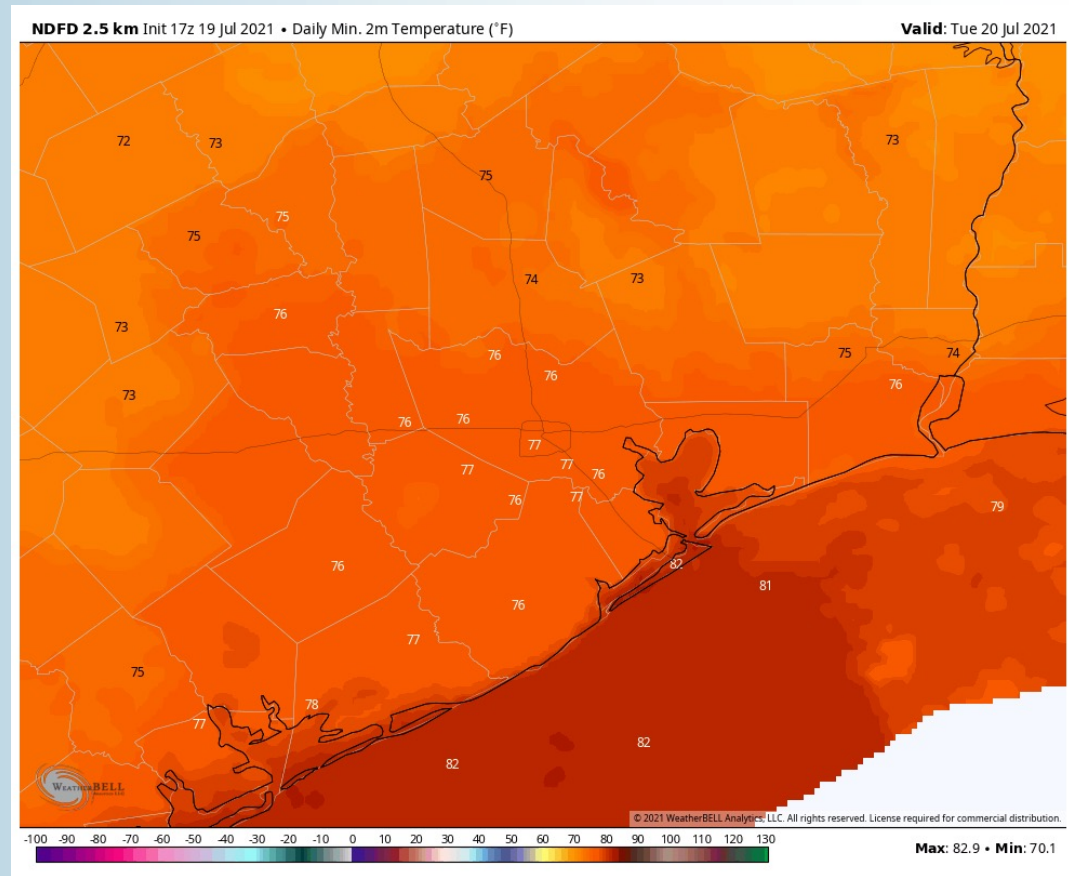 NDFD 2.5 km Init 17z 19 Jul 2021 • Daily Min. 2m Temperature (˚F)
Valid: Tue 20 Jul 2021
72 73 73
75
75
75
74 73
76
73
75 74
76
76 76
73
76 76
77
77 77 76
76 77
79
82
76 81
76
77
75
78
77
82
82
WEATHERBELL
© 2021 WeatherBELL Analytics, LLC. All rights reserved. License required for commercial distribution.
-100 -90 -80 -70 -60 -50 -40 -30 -20 -10 0 10 20 30 40 50 60 70 80 90 100 110 120 130
Max: 82.9 • Min: 70.1